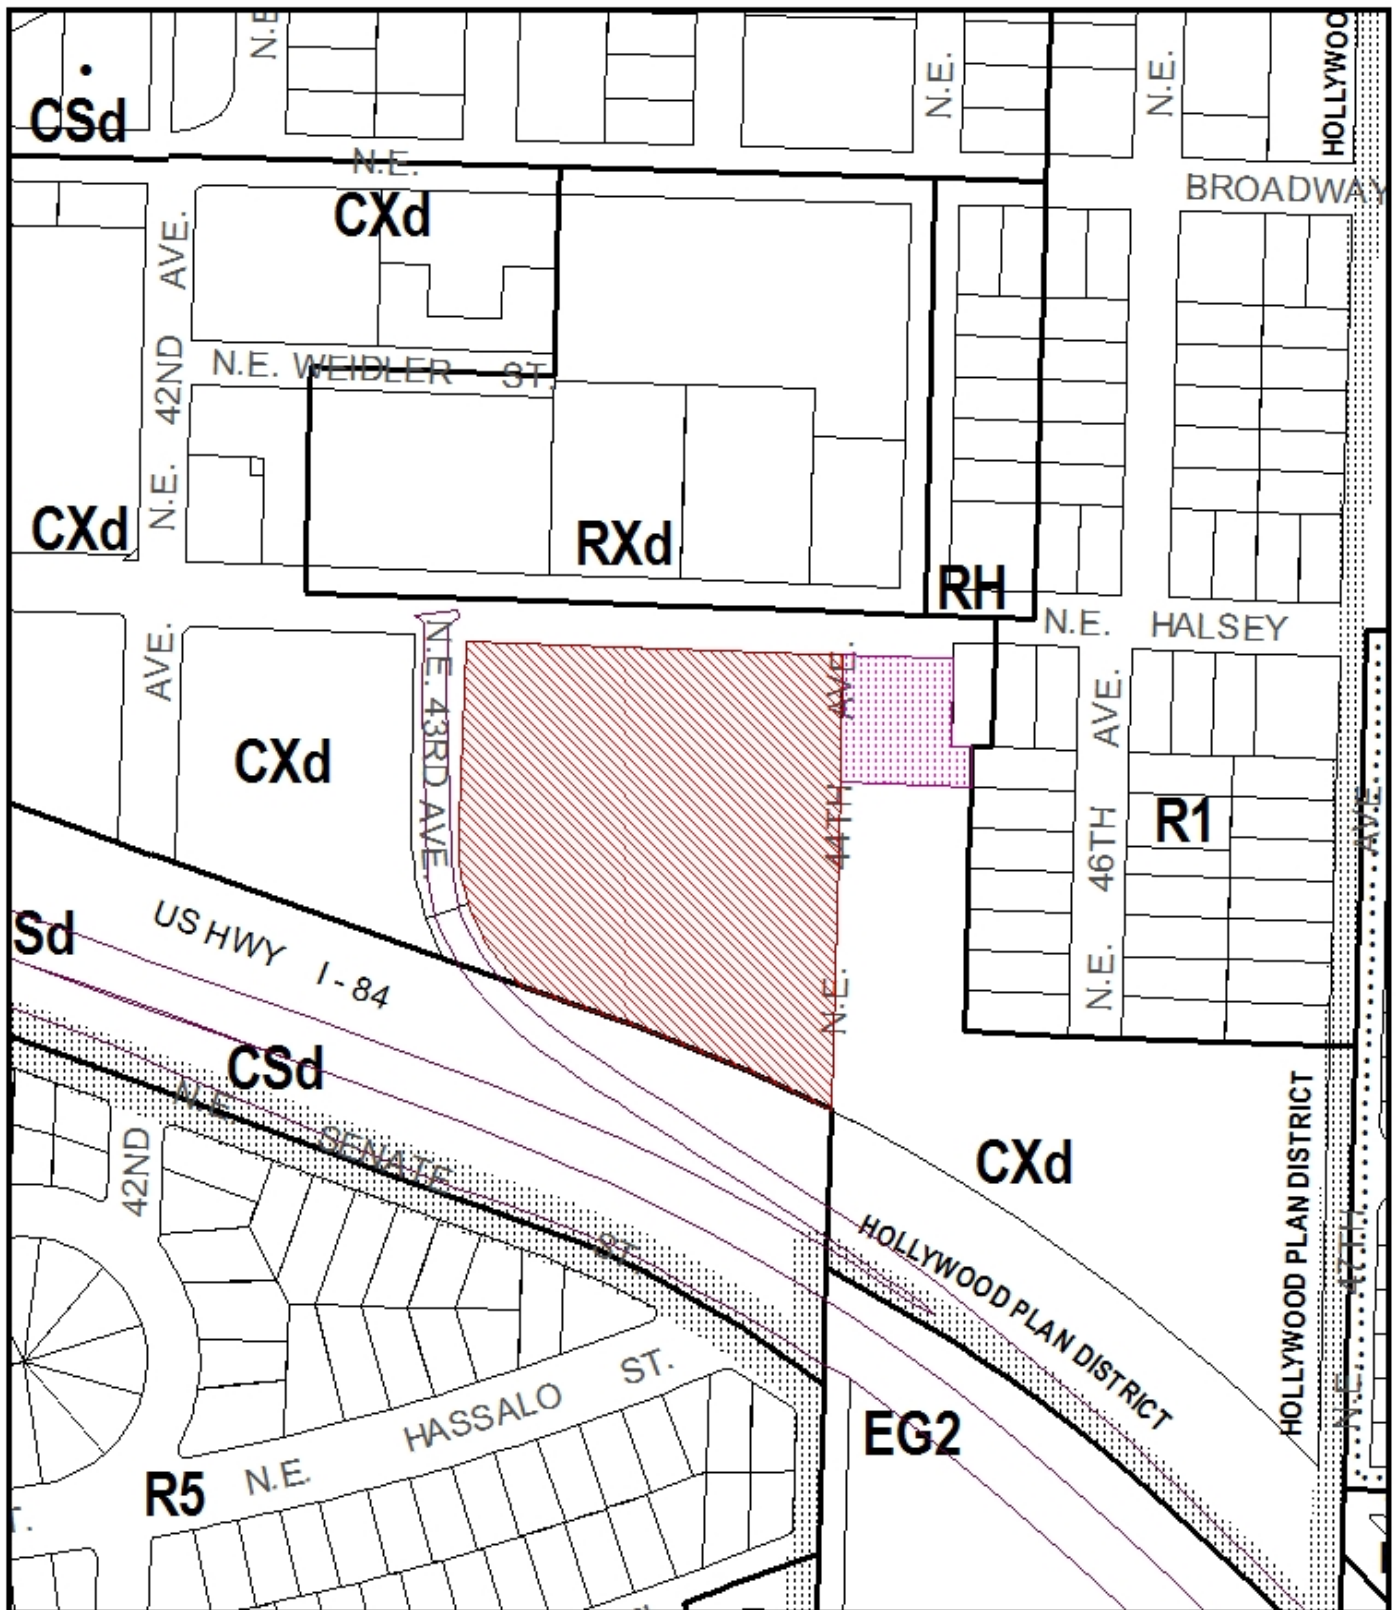 N.E.
N.E.
N.E.
HOLLYWOO
CSd
N.E.
BROADWAY
CXd
AVE.
N.E. WEIDLER ST.
N.E. 42ND
CXd
RXd
RH
N.E. HALSEY
AVE.
N.E. 43RD AVE.
N.E. 44TH AVE.
N.E. 46TH AVE.
CXd
R1
AVE
Sd
US HWY I - 84
CSd
N.E. SENATE ST.
42ND
CXd
HOLLYWOOD PLAN DISTRICT
HOLLYWOOD PLAN DISTRICT
N.E. 47TH
N.E. HASSALO ST.
EG2
R5
T.